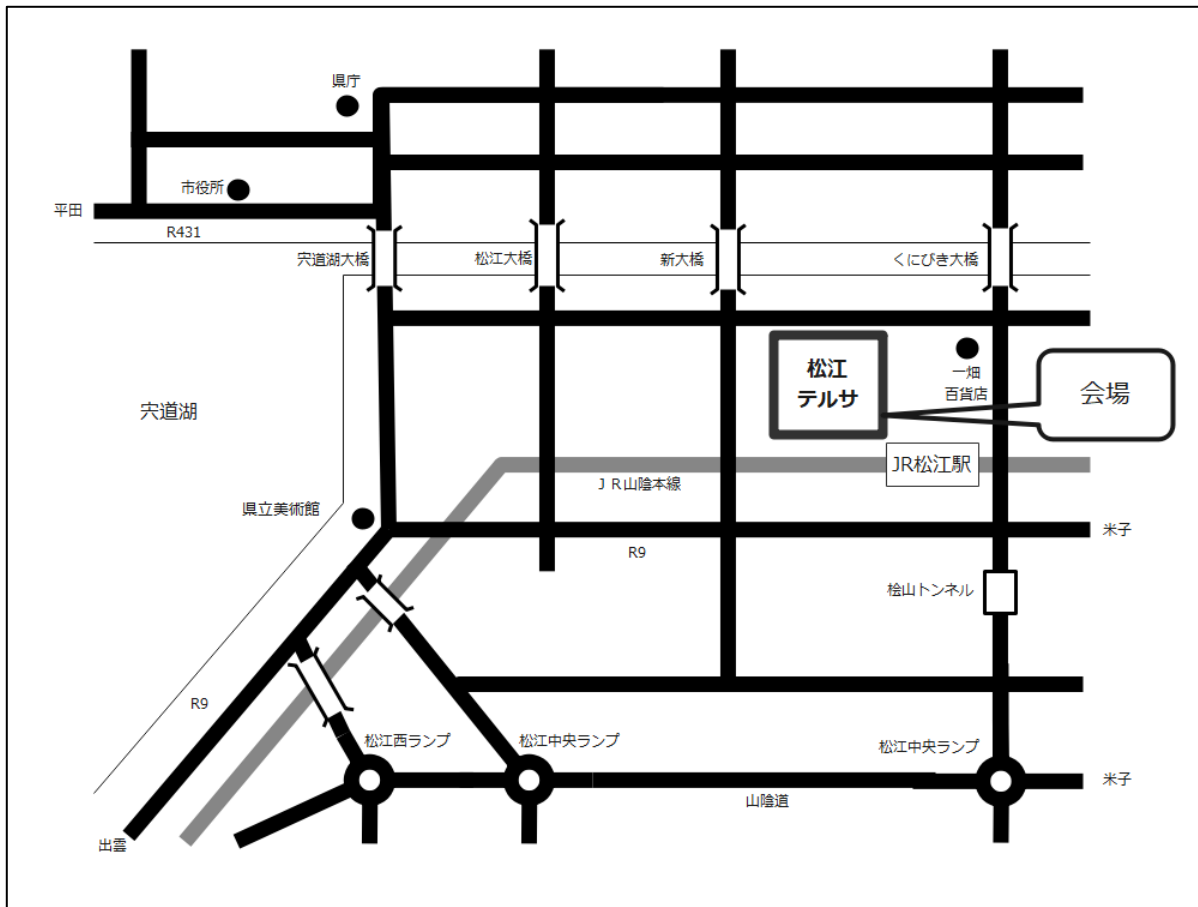 県庁
市役所
平田
R431
宍道湖大橋
松江大橋
新大橋
くにびき大橋
松江
テルサ
一畑
百貨店
会場
宍道湖
JR松江駅
ＪＲ山陰本線
県立美術館
米子
R9
桧山トンネル
R9
松江西ランプ
松江中央ランプ
松江中央ランプ
米子
山陰道
出雲